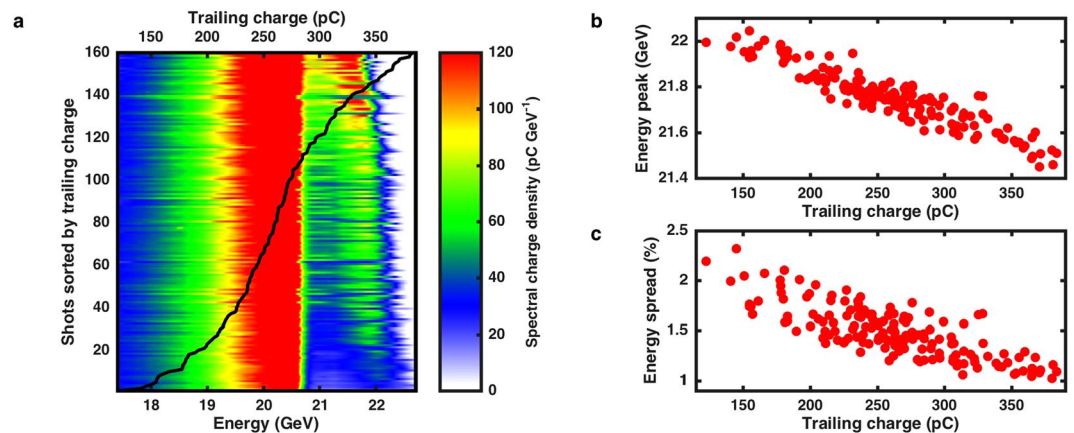 a
Trailing charge (pC)
150 200 250 300 350
160
140
120
100
80
60
40
20
Shots sorted by trailing charge
18 19 20 21 22
Energy (GeV)
120
100
80
60
40
20
0
Spectral charge density (pC GeV⁻¹)
b
22
21.8
21.6
21.4
Energy peak (GeV)
150 200 250 300 350
Trailing charge (pC)
c
2.5
2
1.5
1
Energy spread (%)
150 200 250 300 350
Trailing charge (pC)